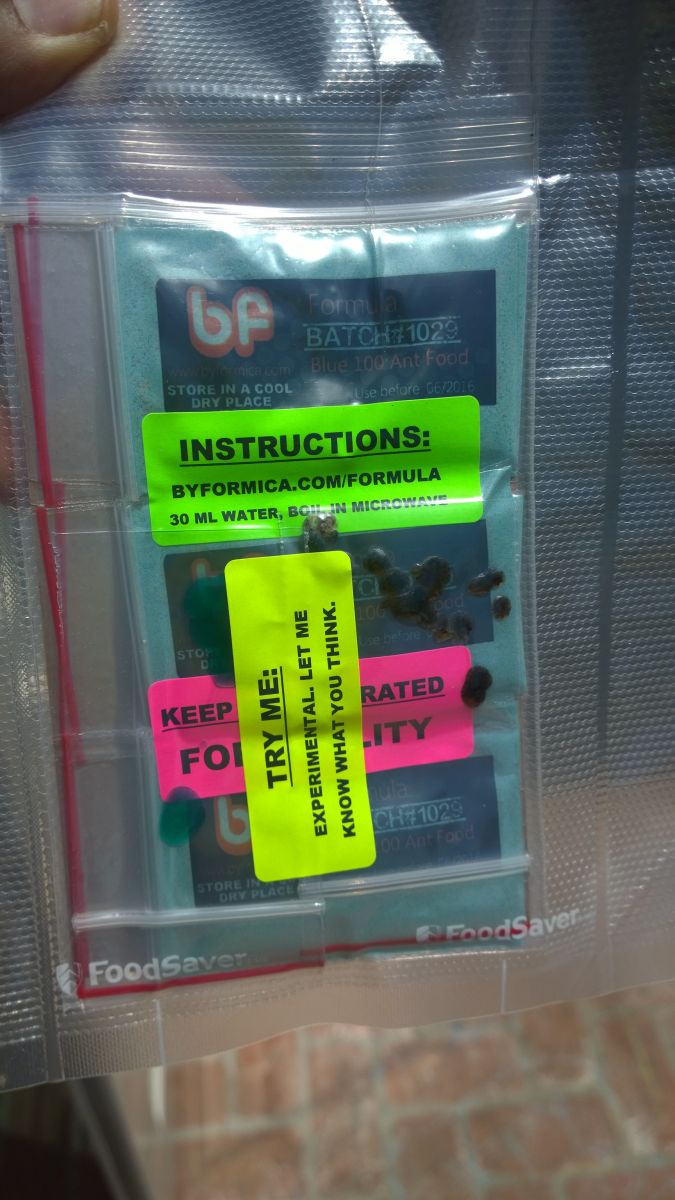 bf
Formula
BATCH#1029
Blue 100 Ant Food
www.byformica.com
STORE IN A COOL
DRY PLACE
Use before 06/2016
INSTRUCTIONS:
BYFORMICA.COM/FORMULA
30 ML WATER, BOIL IN MICROWAVE
bf
Use before
TRY ME:
EXPERIMENTAL. LET ME
KNOW WHAT YOU THINK.
KEEP RATED
FO LITY
ula
CH#1029
00 Ant Food
STORE IN
DRY PLACE
FoodSaver
FoodSaver